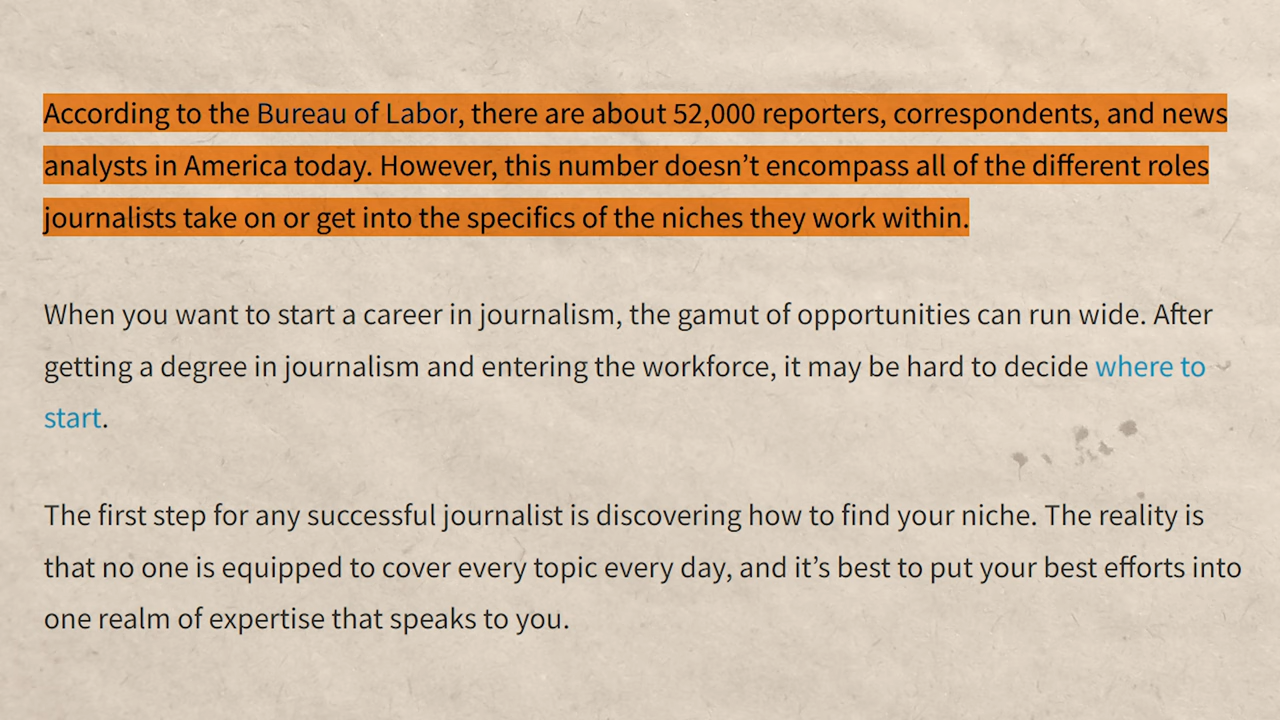 According to the Bureau of Labor, there are about 52,000 reporters, correspondents, and news
analysts in America today. However, this number doesn’t encompass all of the different roles
journalists take on or get into the specifics of the niches they work within.
When you want to start a career in journalism, the gamut of opportunities can run wide. After
getting a degree in journalism and entering the workforce, it may be hard to decide where to
start.
The first step for any successful journalist is discovering how to find your niche. The reality is
that no one is equipped to cover every topic every day, and it’s best to put your best efforts into
one realm of expertise that speaks to you.